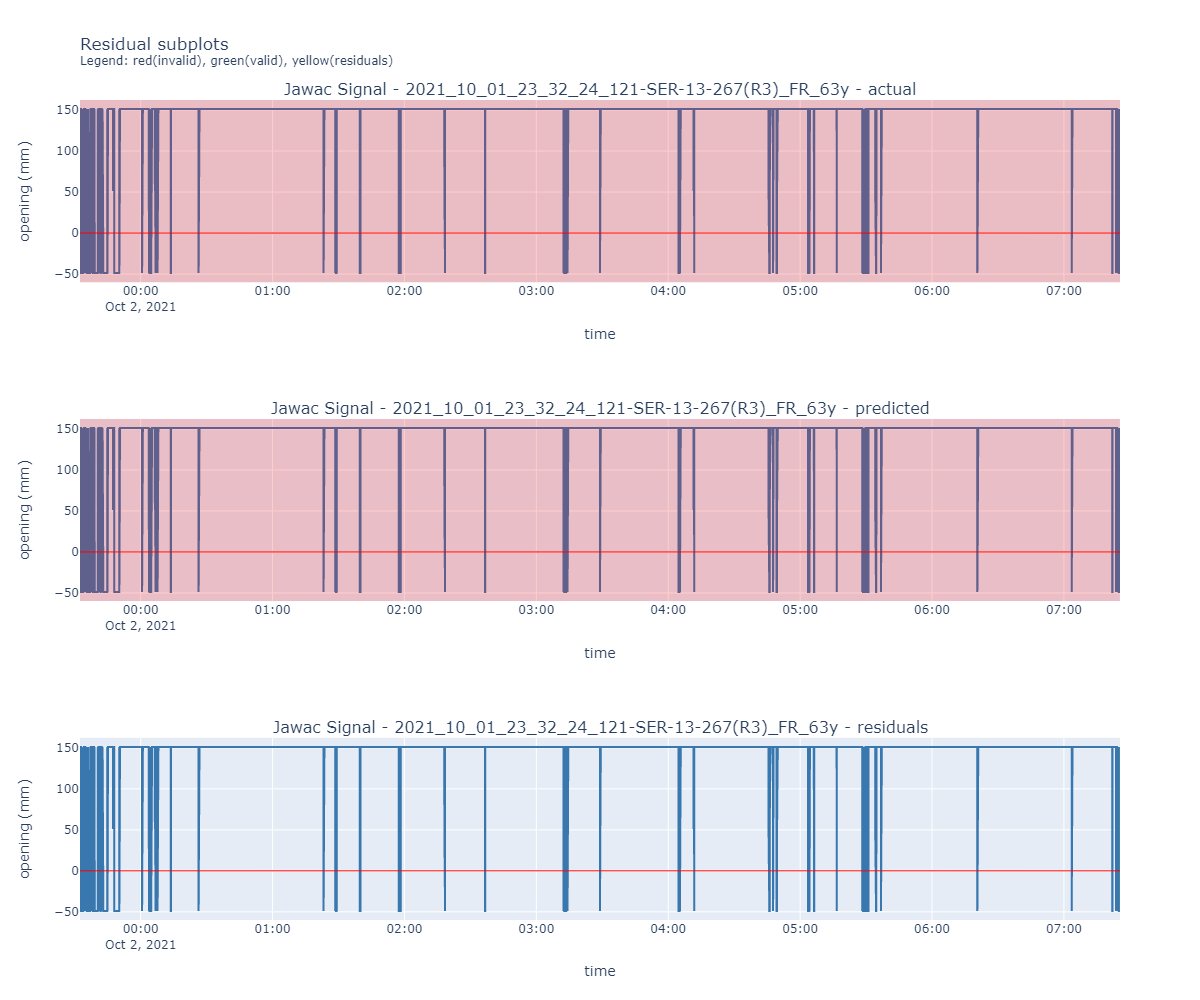 Residual subplots
Legend: red(invalid), green(valid), yellow(residuals)
Jawac Signal - 2021_10_01_23_32_24_121-SER-13-267(R3)_FR_63y - actual
opening (mm)
150
100
50
0
−50
00:00 01:00 02:00 03:00 04:00 05:00 06:00 07:00
Oct 2, 2021
time
Jawac Signal - 2021_10_01_23_32_24_121-SER-13-267(R3)_FR_63y - predicted
opening (mm)
150
100
50
0
−50
00:00 01:00 02:00 03:00 04:00 05:00 06:00 07:00
Oct 2, 2021
time
Jawac Signal - 2021_10_01_23_32_24_121-SER-13-267(R3)_FR_63y - residuals
opening (mm)
150
100
50
0
−50
00:00 01:00 02:00 03:00 04:00 05:00 06:00 07:00
Oct 2, 2021
time